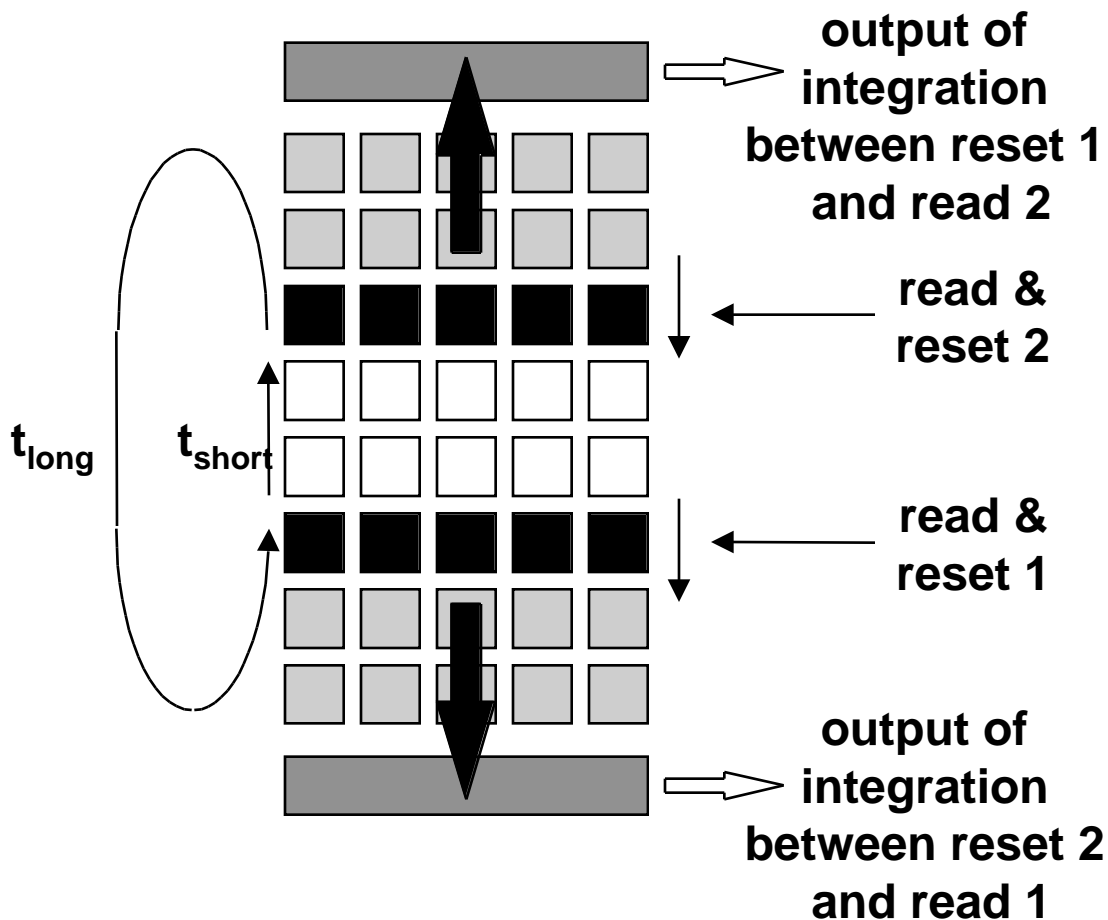 output of
integration
between reset 1
and read 2
read &
reset 2
t_long
t_short
read &
reset 1
output of
integration
between reset 2
and read 1